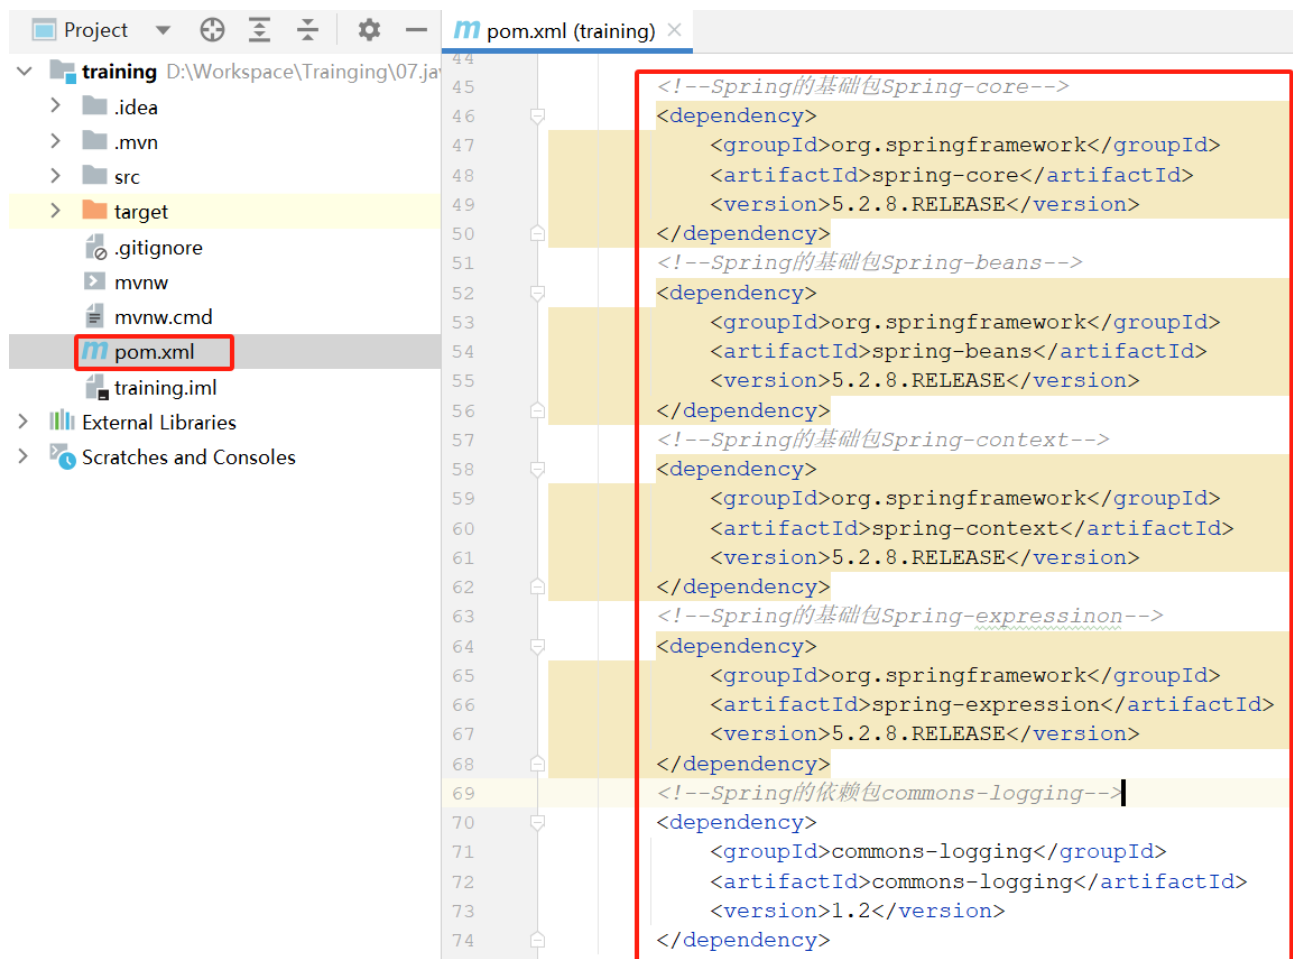 Project
pom.xml (training)
training D:\Workspace\Trainging\07.ja
.idea
.mvn
src
target
.gitignore
mvnw
mvnw.cmd
pom.xml
training.iml
External Libraries
Scratches and Consoles
44
45 <!--Spring的基础包Spring-core-->
46 <dependency>
47 <groupId>org.springframework</groupId>
48 <artifactId>spring-core</artifactId>
49 <version>5.2.8.RELEASE</version>
50 </dependency>
51 <!--Spring的基础包Spring-beans-->
52 <dependency>
53 <groupId>org.springframework</groupId>
54 <artifactId>spring-beans</artifactId>
55 <version>5.2.8.RELEASE</version>
56 </dependency>
57 <!--Spring的基础包Spring-context-->
58 <dependency>
59 <groupId>org.springframework</groupId>
60 <artifactId>spring-context</artifactId>
61 <version>5.2.8.RELEASE</version>
62 </dependency>
63 <!--Spring的基础包Spring-expressinon-->
64 <dependency>
65 <groupId>org.springframework</groupId>
66 <artifactId>spring-expression</artifactId>
67 <version>5.2.8.RELEASE</version>
68 </dependency>
69 <!--Spring的依赖包commons-logging-->
70 <dependency>
71 <groupId>commons-logging</groupId>
72 <artifactId>commons-logging</artifactId>
73 <version>1.2</version>
74 </dependency>